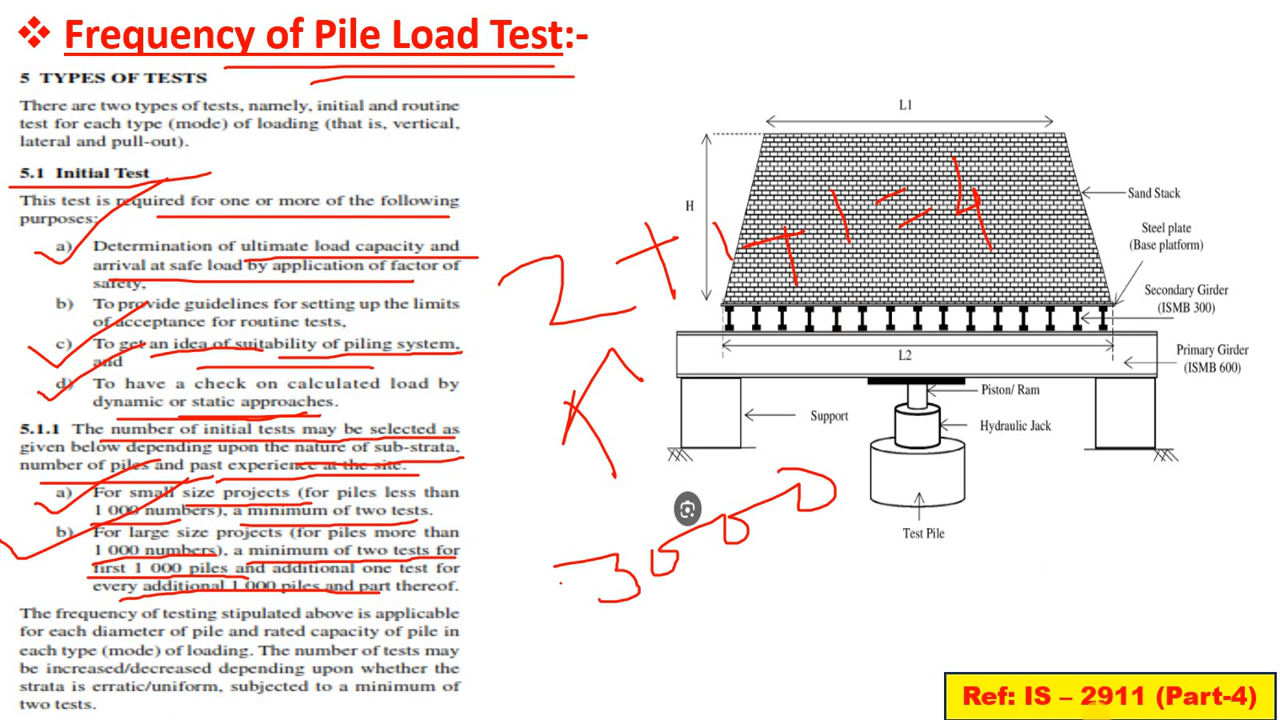 ❖ Frequency of Pile Load Test:-
5 TYPES OF TESTS
There are two types of tests, namely, initial and routine
test for each type (mode) of loading (that is, vertical,
lateral and pull-out).
5.1 Initial Test
This test is required for one or more of the following
purposes:
a) Determination of ultimate load capacity and
arrival at safe load by application of factor of
safety,
b) To provide guidelines for setting up the limits
of acceptance for routine tests,
c) To get an idea of suitability of piling system,
and
d) To have a check on calculated load by
dynamic or static approaches.
5.1.1 The number of initial tests may be selected as
given below depending upon the nature of sub-strata,
number of piles and past experience at the site.
a) For small size projects (for piles less than
1 000 numbers), a minimum of two tests.
b) For large size projects (for piles more than
1 000 numbers), a minimum of two tests for
first 1 000 piles and additional one test for
every additional 1 000 piles and part thereof.
The frequency of testing stipulated above is applicable
for each diameter of pile and rated capacity of pile in
each type (mode) of loading. The number of tests may
be increased/decreased depending upon whether the
strata is erratic/uniform, subjected to a minimum of
two tests.
L1
H
Sand Stack
Steel plate
(Base platform)
Secondary Girder
(ISMB 300)
L2
Primary Girder
(ISMB 600)
Piston/ Ram
Support
Hydraulic Jack
Test Pile
2 + 1 + 1 = 4
3000
Ref: IS – 2911 (Part-4)